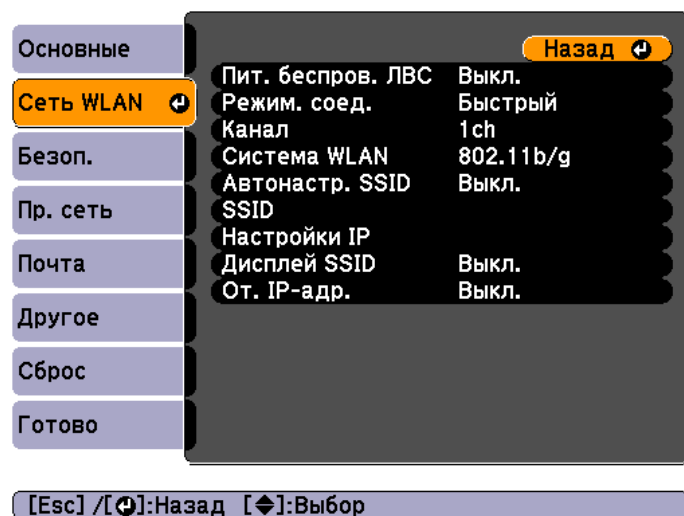 Основные
Сеть WLAN
Безоп.
Пр. сеть
Почта
Другое
Сброс
Готово
Назад
Пит. беспров. ЛВС Выкл.
Режим. соед. Быстрый
Канал 1ch
Система WLAN 802.11b/g
Автонастр. SSID Выкл.
SSID
Настройки IP
Дисплей SSID Выкл.
От. IP-адр. Выкл.
[Esc] /[⏎]:Назад [◆]:Выбор